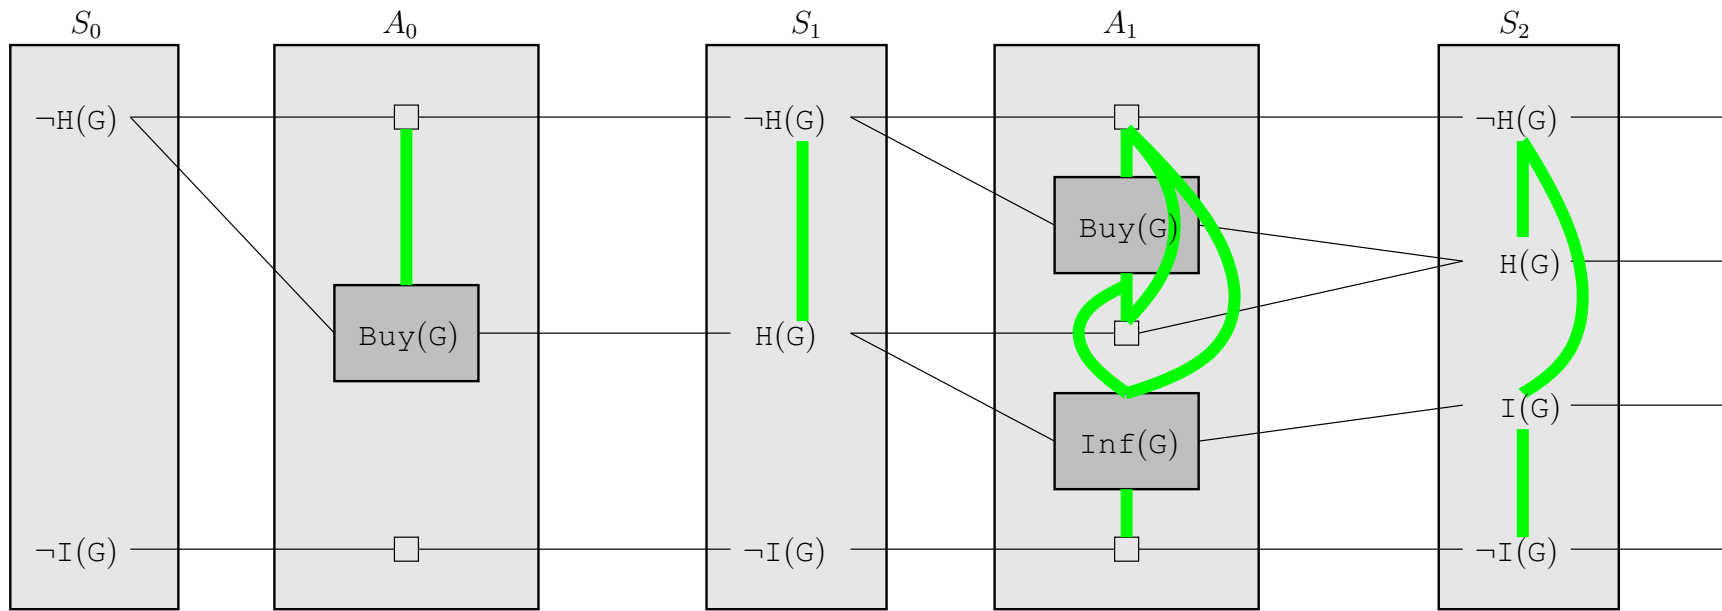 S₀ A₀ S₁ A₁ S₂
¬H(G) ¬H(G) ¬H(G)
Buy(G)
H(G)
Buy(G) H(G)
I(G)
Inf(G)
¬I(G) ¬I(G) ¬I(G)